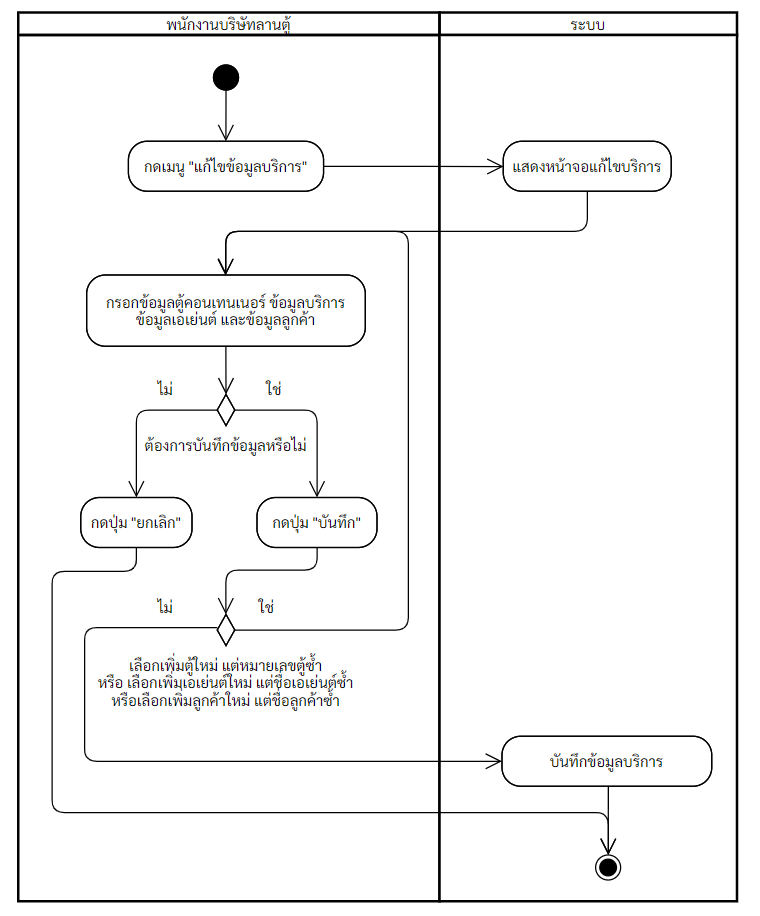 พนักงานบริษัทลานตู้
ระบบ
กดเมนู "แก้ไขข้อมูลบริการ"
แสดงหน้าจอแก้ไขบริการ
กรอกข้อมูลตู้คอนเทนเนอร์ ข้อมูลบริการ
ข้อมูลเอเย่นต์ และข้อมูลลูกค้า
ไม่
ใช่
ต้องการบันทึกข้อมูลหรือไม่
กดปุ่ม "ยกเลิก"
กดปุ่ม "บันทึก"
ไม่
ใช่
เลือกเพิ่มตู้ใหม่ แต่หมายเลขตู้ซ้ำ
หรือ เลือกเพิ่มเอเย่นต์ใหม่ แต่ชื่อเอเย่นต์ซ้ำ
หรือเลือกเพิ่มลูกค้าใหม่ แต่ชื่อลูกค้าซ้ำ
บันทึกข้อมูลบริการ